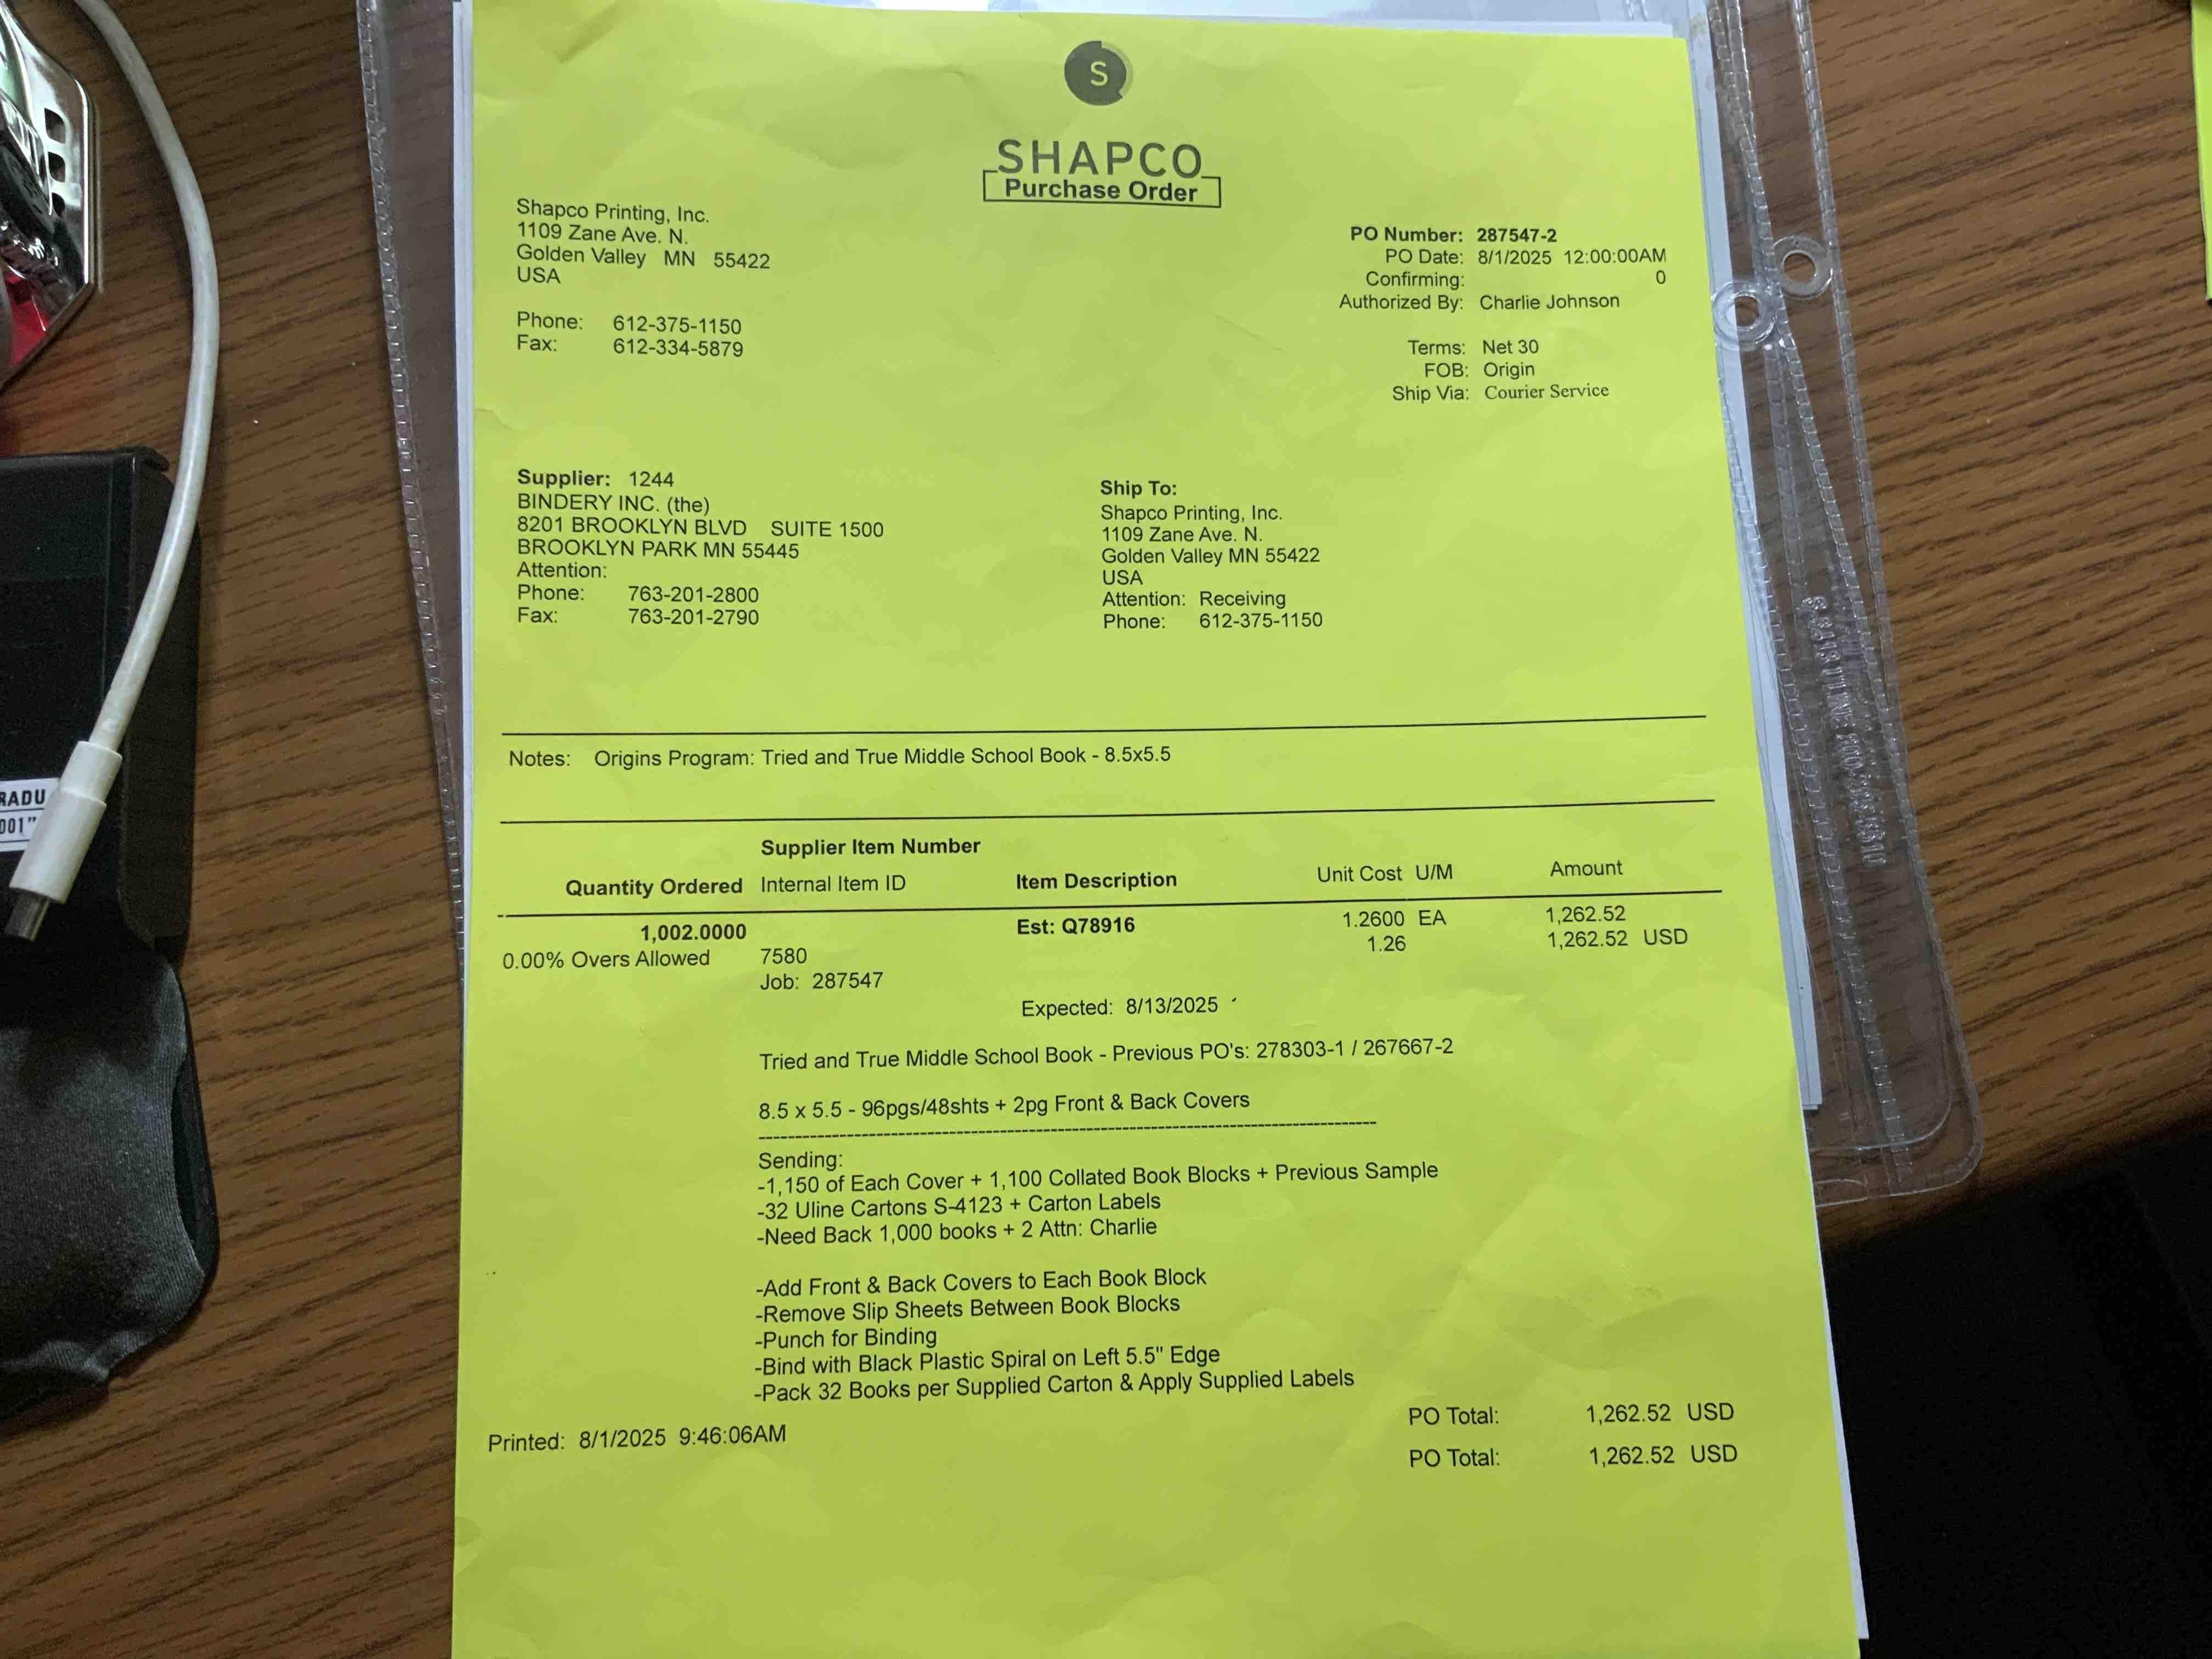 S
SHAPCO
Purchase Order
Shapco Printing, Inc.
1109 Zane Ave. N.
Golden Valley MN 55422
USA
Phone: 612-375-1150
Fax: 612-334-5879
PO Number: 287547-2
PO Date: 8/1/2025 12:00:00AM
Confirming: 0
Authorized By: Charlie Johnson
Terms: Net 30
FOB: Origin
Ship Via: Courier Service
Supplier: 1244
BINDERY INC. (the)
8201 BROOKLYN BLVD SUITE 1500
BROOKLYN PARK MN 55445
Attention:
Phone: 763-201-2800
Fax: 763-201-2790
Ship To:
Shapco Printing, Inc.
1109 Zane Ave. N.
Golden Valley MN 55422
USA
Attention: Receiving
Phone: 612-375-1150
Notes: Origins Program: Tried and True Middle School Book - 8.5x5.5
Supplier Item Number
Quantity Ordered Internal Item ID Item Description Unit Cost U/M Amount
1,002.0000 Est: Q78916 1.2600 EA 1,262.52
0.00% Overs Allowed 7580 1.26 1,262.52 USD
Job: 287547
Expected: 8/13/2025
Tried and True Middle School Book - Previous PO's: 278303-1 / 267667-2
8.5 x 5.5 - 96pgs/48shts + 2pg Front & Back Covers
Sending:
-1,150 of Each Cover + 1,100 Collated Book Blocks + Previous Sample
-32 Uline Cartons S-4123 + Carton Labels
-Need Back 1,000 books + 2 Attn: Charlie
-Add Front & Back Covers to Each Book Block
-Remove Slip Sheets Between Book Blocks
-Punch for Binding
-Bind with Black Plastic Spiral on Left 5.5" Edge
-Pack 32 Books per Supplied Carton & Apply Supplied Labels
Printed: 8/1/2025 9:46:06AM
PO Total: 1,262.52 USD
PO Total: 1,262.52 USD
RADU
001"